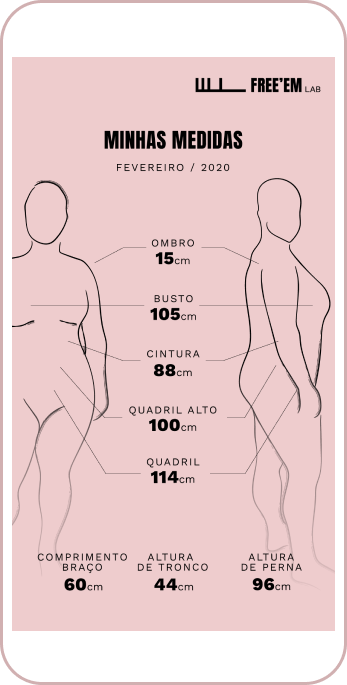 FREE'EM LAB
MINHAS MEDIDAS
FEVEREIRO / 2020
OMBRO
15cm
BUSTO
105cm
CINTURA
88cm
QUADRIL ALTO
100cm
QUADRIL
114cm
COMPRIMENTO
BRAÇO
60cm
ALTURA
DE TRONCO
44cm
ALTURA
DE PERNA
96cm